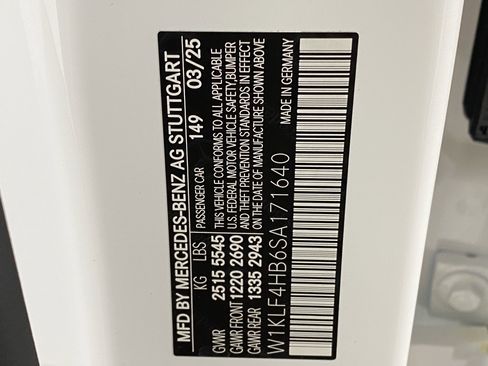 MFD BY MERCEDES-BENZ AG STUTTGART
PASSENGER CAR 149 03/25
KG LBS
GVWR 2515 5545
GAWR FRONT 1220 2690
GAWR REAR 1335 2943
THIS VEHICLE CONFORMS TO ALL APPLICABLE
U.S. FEDERAL MOTOR VEHICLE SAFETY, BUMPER
AND THEFT PREVENTION STANDARDS IN EFFECT
ON THE DATE OF MANUFACTURE SHOWN ABOVE
W1KLF4HB6SA171640
MADE IN GERMANY